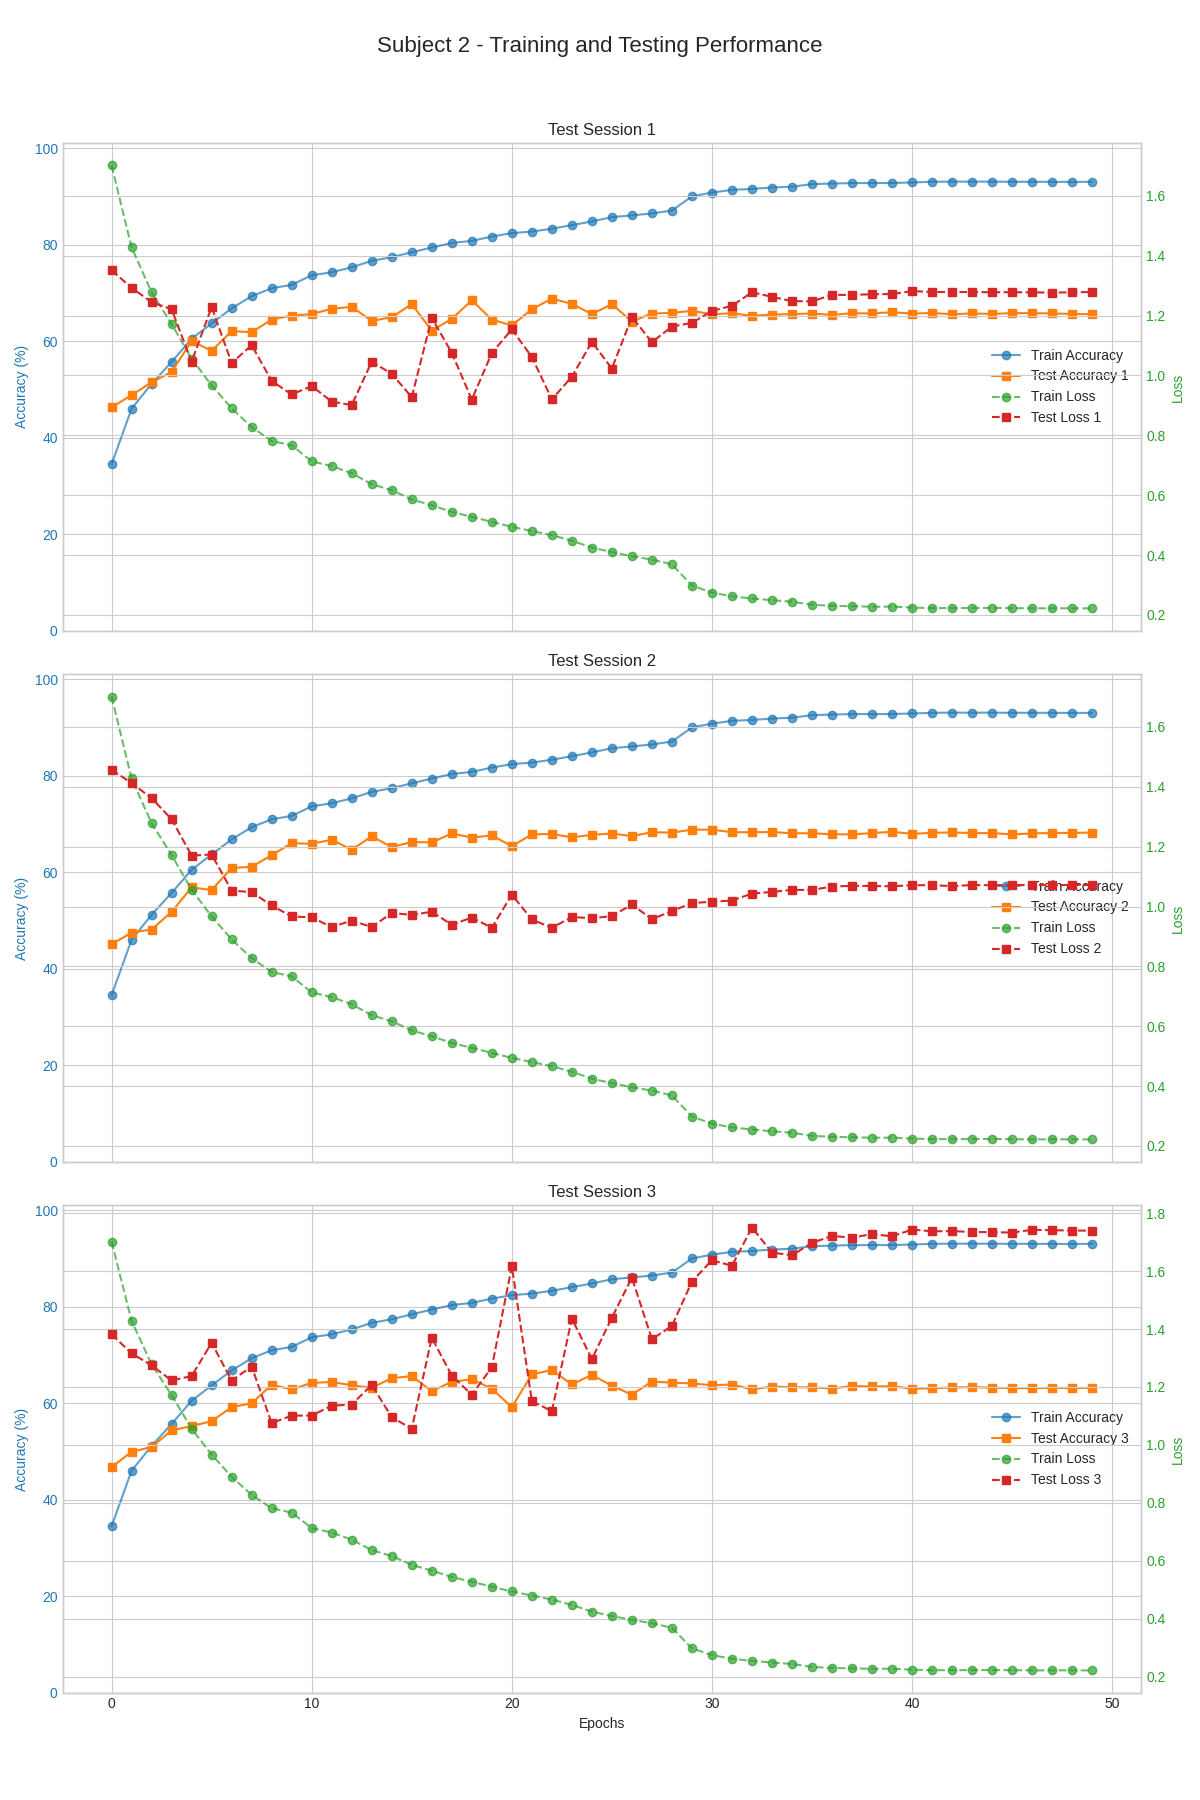 Subject 2 - Training and Testing Performance
Test Session 1
100
80
60
40
20
0
Accuracy (%)
1.6
1.4
1.2
1.0
0.8
0.6
0.4
0.2
Loss
Train Accuracy
Test Accuracy 1
Train Loss
Test Loss 1
Test Session 2
100
80
60
40
20
0
Accuracy (%)
1.6
1.4
1.2
1.0
0.8
0.6
0.4
0.2
Loss
Train Accuracy
Test Accuracy 2
Train Loss
Test Loss 2
Test Session 3
100
80
60
40
20
0
Accuracy (%)
1.8
1.6
1.4
1.2
1.0
0.8
0.6
0.4
0.2
Loss
Train Accuracy
Test Accuracy 3
Train Loss
Test Loss 3
0 10 20 30 40 50
Epochs